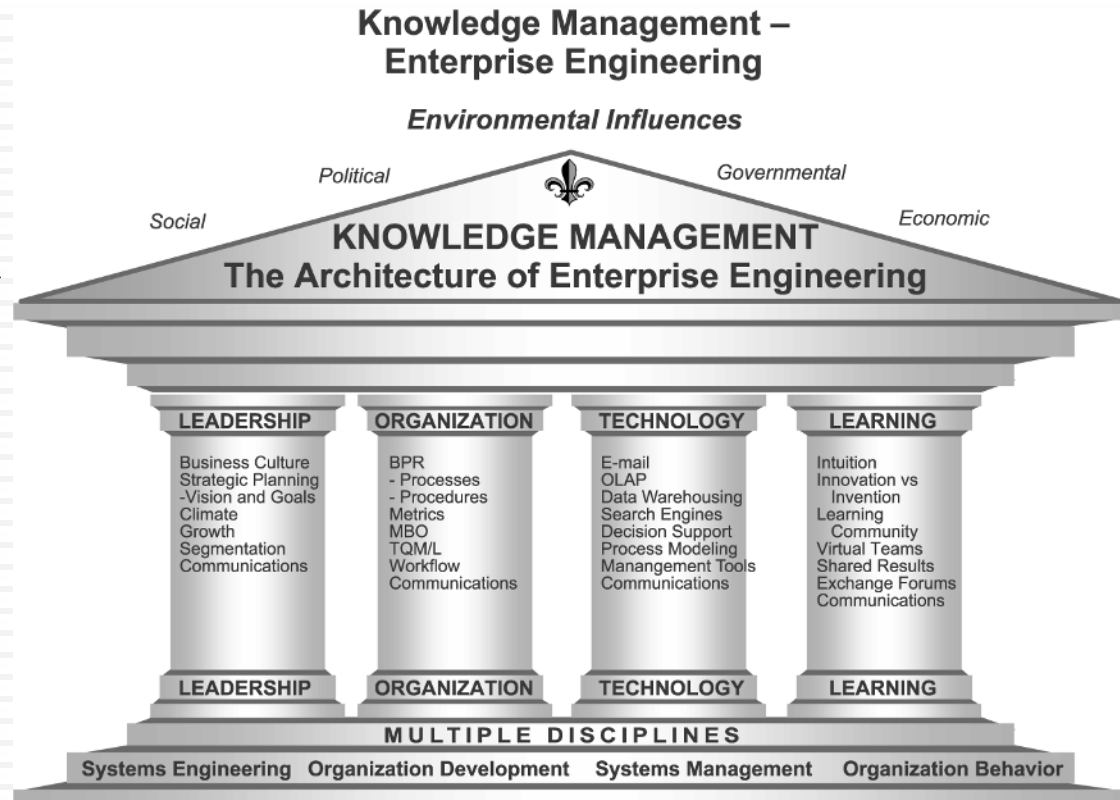 Knowledge Management –
Enterprise Engineering
Environmental Influences
Political
Governmental
Social
Economic
KNOWLEDGE MANAGEMENT
The Architecture of Enterprise Engineering
LEADERSHIP
Business Culture
Strategic Planning
-Vision and Goals
Climate
Growth
Segmentation
Communications
LEADERSHIP
ORGANIZATION
BPR
- Processes
- Procedures
Metrics
MBO
TQM/L
Workflow
Communications
ORGANIZATION
TECHNOLOGY
E-mail
OLAP
Data Warehousing
Search Engines
Decision Support
Process Modeling
Manangement Tools
Communications
TECHNOLOGY
LEARNING
Intuition
Innovation vs
Invention
Learning
Community
Virtual Teams
Shared Results
Exchange Forums
Communications
LEARNING
MULTIPLE DISCIPLINES
Systems Engineering Organization Development Systems Management Organization Behavior